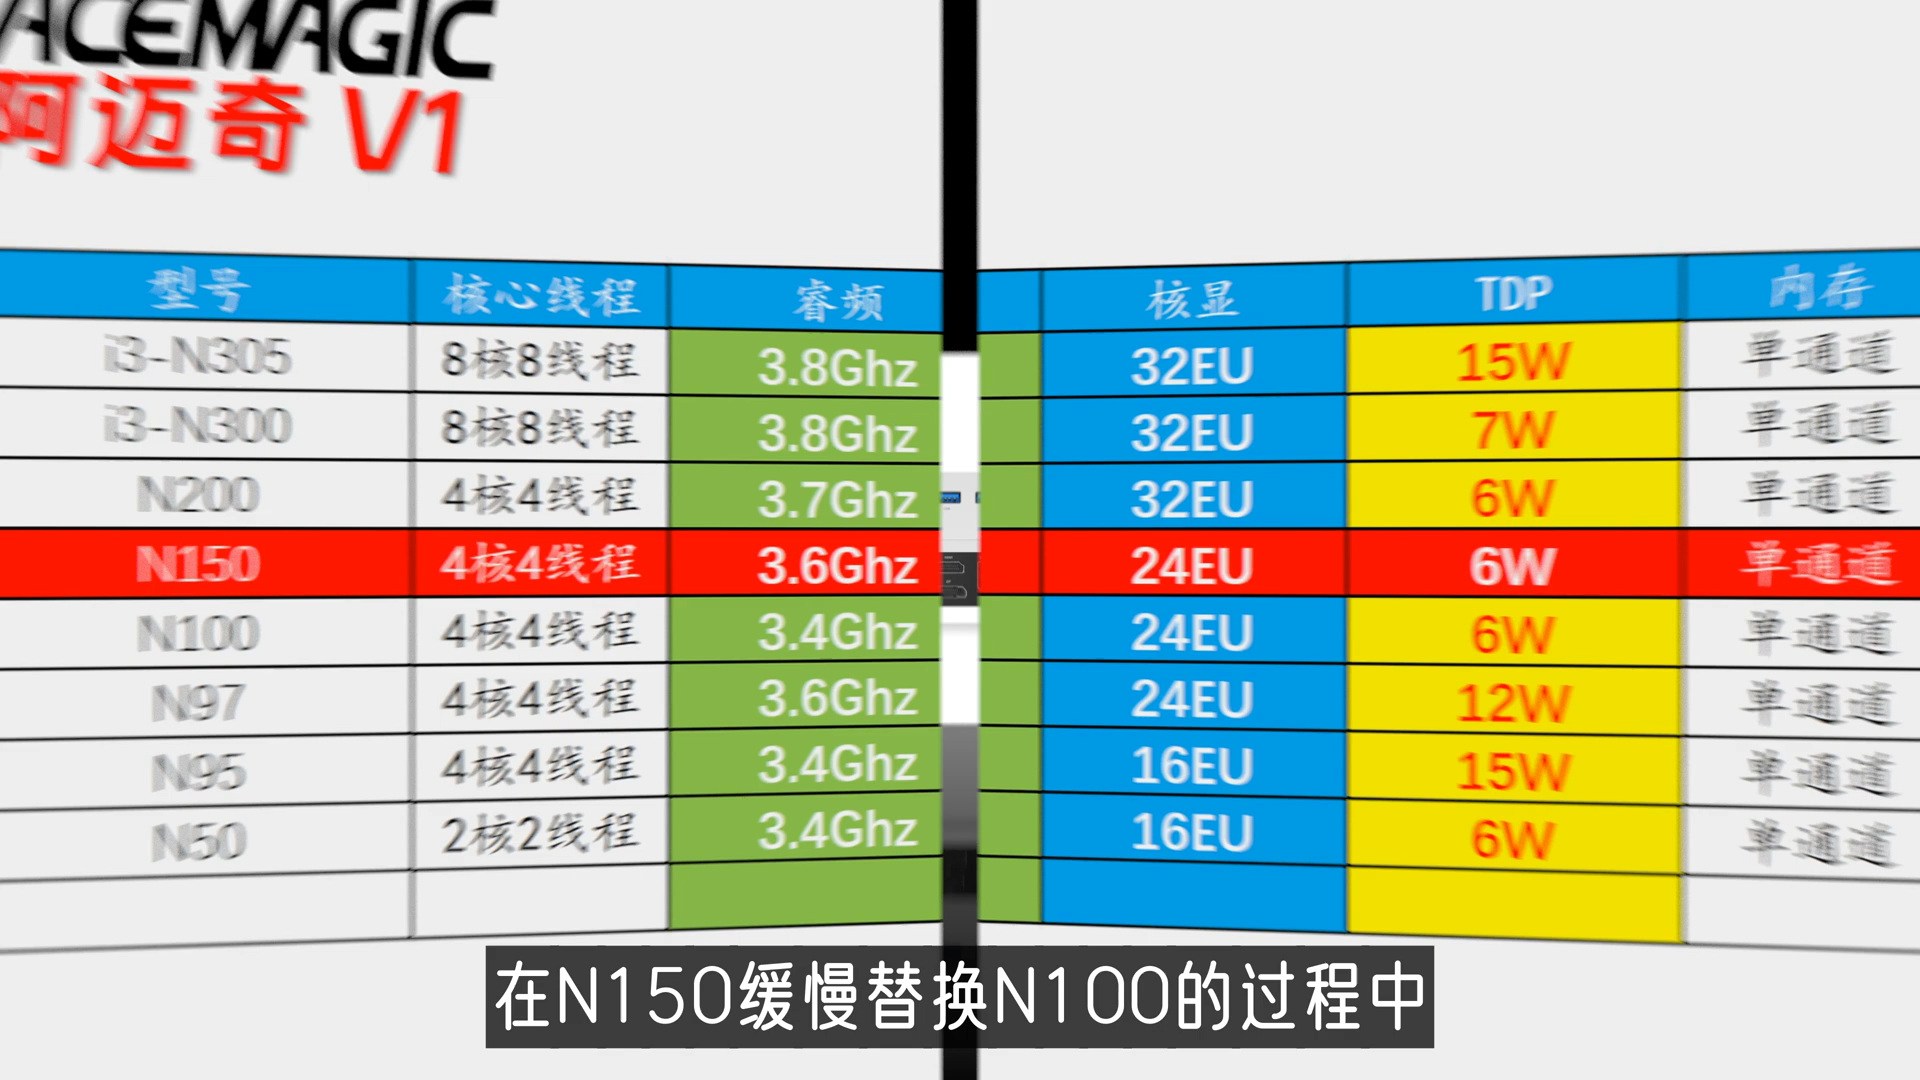 ACEMAGIC
阿迈奇 V1
型号 核心线程 睿频 核显 TDP 内存
i3-N305 8核8线程 3.8Ghz 32EU 15W 单通道
i3-N300 8核8线程 3.8Ghz 32EU 7W 单通道
N200 4核4线程 3.7Ghz 32EU 6W 单通道
N150 4核4线程 3.6Ghz 24EU 6W 单通道
N100 4核4线程 3.4Ghz 24EU 6W 单通道
N97 4核4线程 3.6Ghz 24EU 12W 单通道
N95 4核4线程 3.4Ghz 16EU 15W 单通道
N50 2核2线程 3.4Ghz 16EU 6W 单通道
在N150缓慢替换N100的过程中